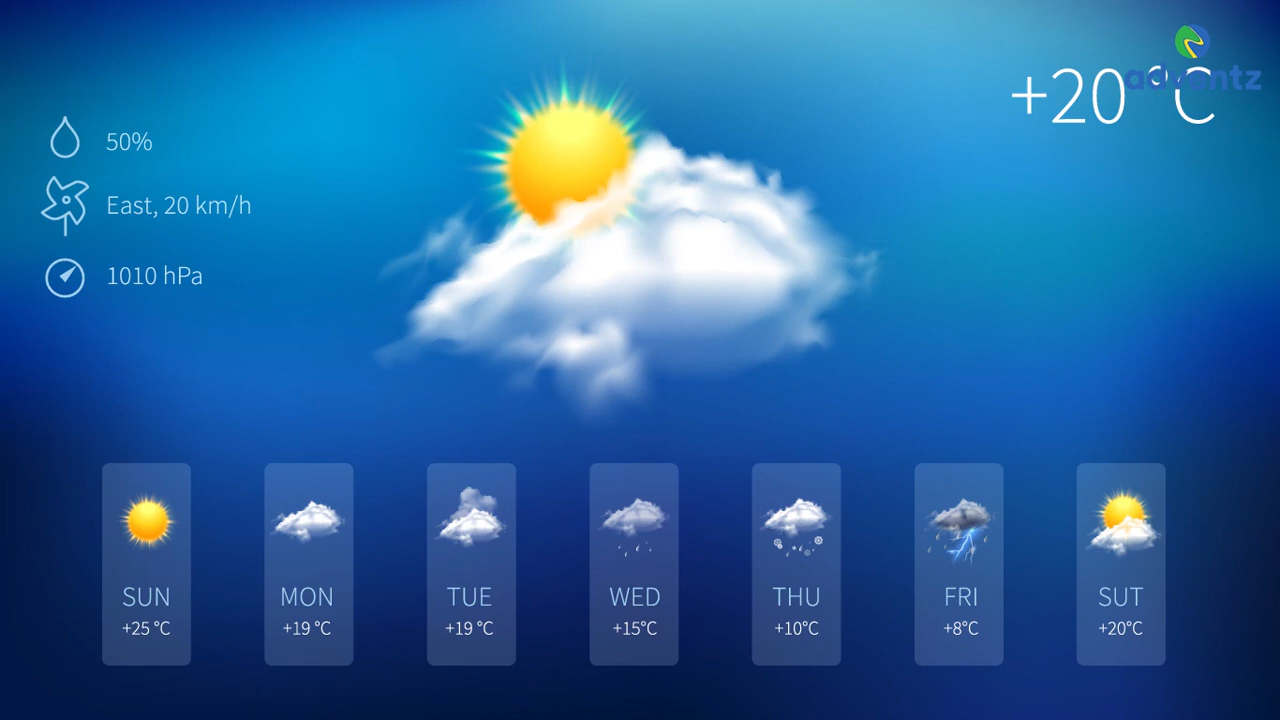 50%
East, 20 km/h
1010 hPa
+20 °C
adventz
SUN
+25 °C
MON
+19 °C
TUE
+19 °C
WED
+15°C
THU
+10°C
FRI
+8°C
SUT
+20°C